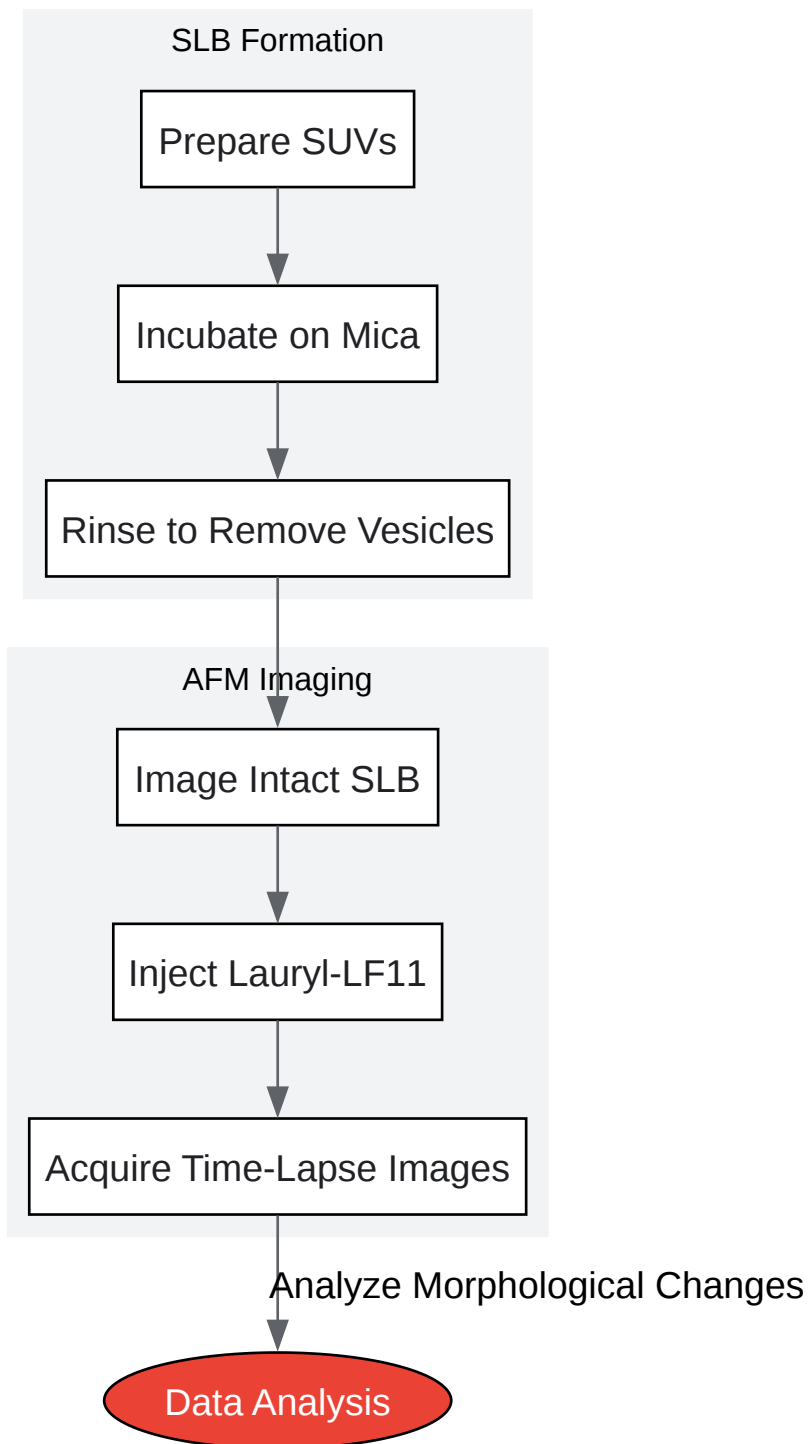 SLB Formation
Prepare SUVs
Incubate on Mica
Rinse to Remove Vesicles
AFM Imaging
Image Intact SLB
Inject Lauryl-LF11
Acquire Time-Lapse Images
Analyze Morphological Changes
Data Analysis